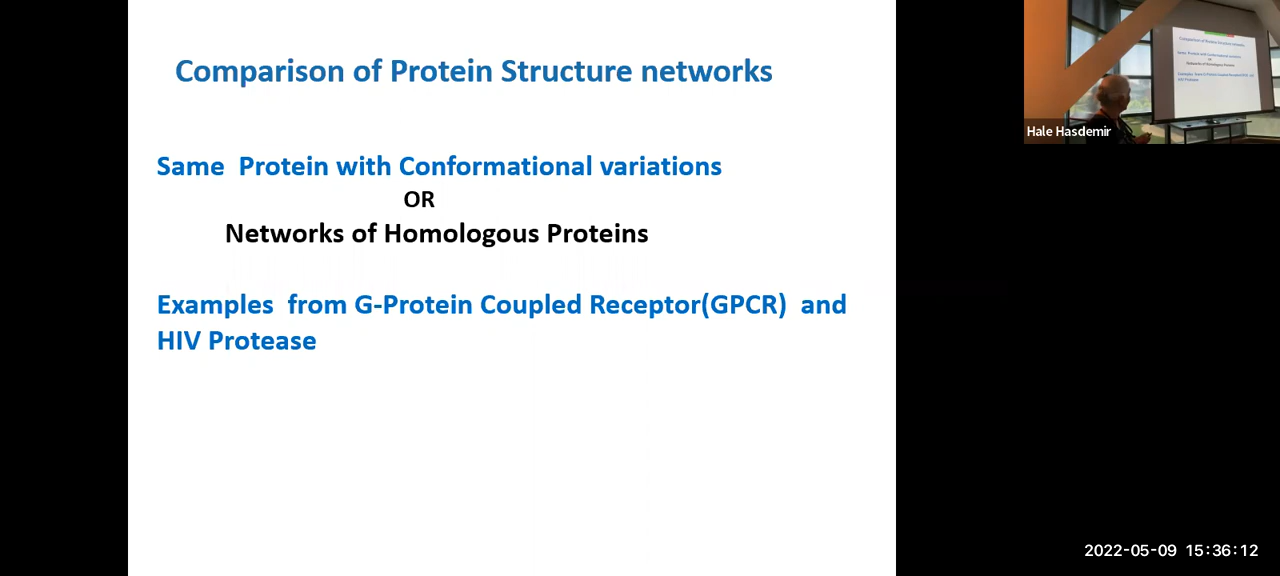 Comparison of Protein Structure networks
Same Protein with Conformational variations
OR
Networks of Homologous Proteins
Examples from G-Protein Coupled Receptor(GPCR) and
HIV Protease
Hale Hasdemir
2022-05-09 15:36:12